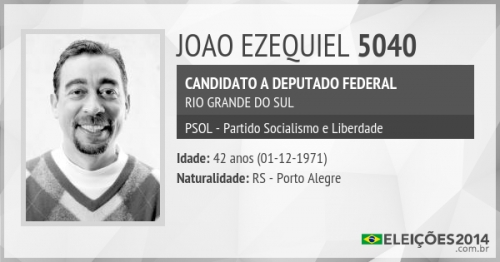 JOAO EZEQUIEL 5040
CANDIDATO A DEPUTADO FEDERAL
RIO GRANDE DO SUL
PSOL - Partido Socialismo e Liberdade
Idade: 42 anos (01-12-1971)
Naturalidade: RS - Porto Alegre
ELEIÇÕES2014
.com.br